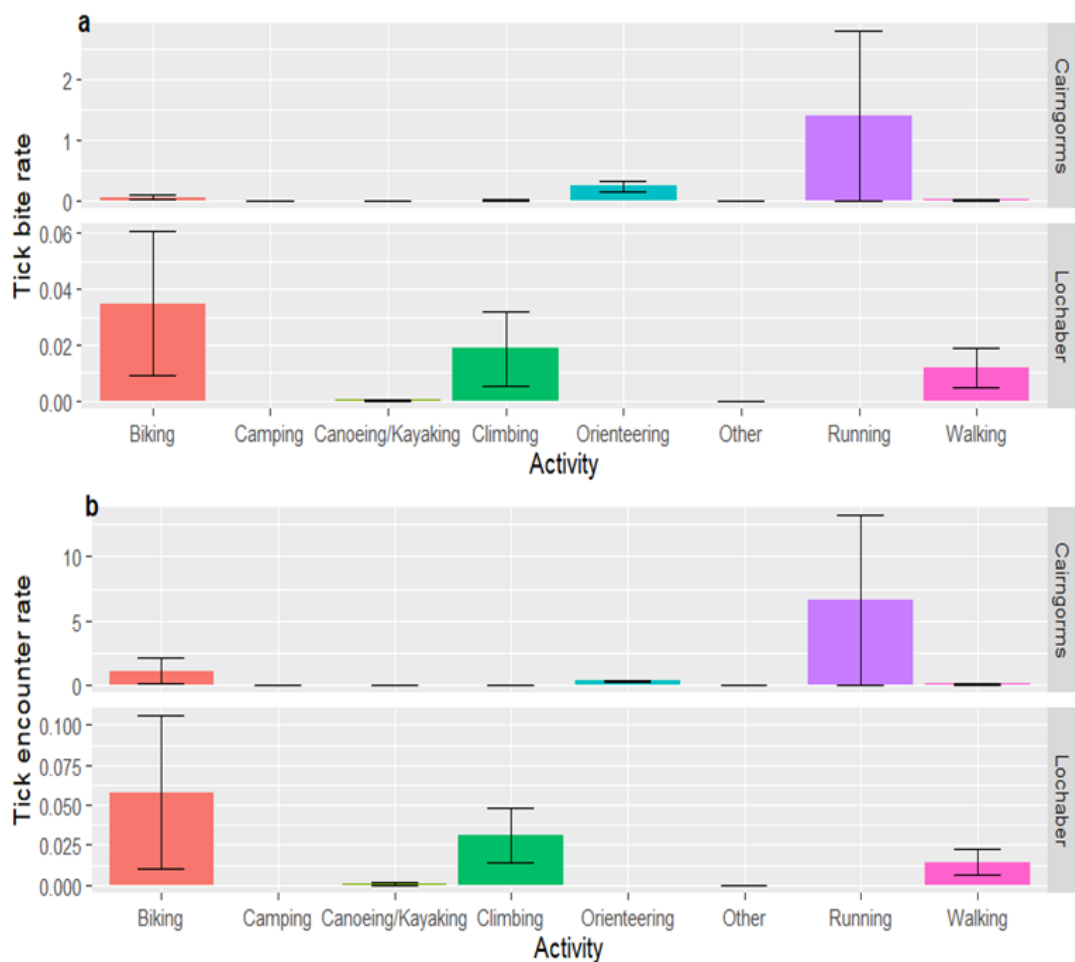 a
Tick bite rate
2
1
0
Cairngorms
0.06
0.04
0.02
0.00
Lochaber
Biking Camping Canoeing/Kayaking Climbing Orienteering Other Running Walking
Activity
b
Tick encounter rate
10
5
0
Cairngorms
0.100
0.075
0.050
0.025
0.000
Lochaber
Biking Camping Canoeing/Kayaking Climbing Orienteering Other Running Walking
Activity